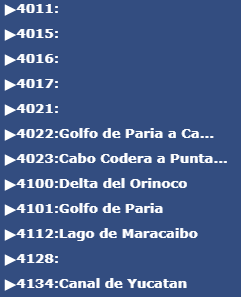 ▶4011:
▶4015:
▶4016:
▶4017:
▶4021:
▶4022:Golfo de Paria a Ca...
▶4023:Cabo Codera a Punta...
▶4100:Delta del Orinoco
▶4101:Golfo de Paria
▶4112:Lago de Maracaibo
▶4128:
▶4134:Canal de Yucatan